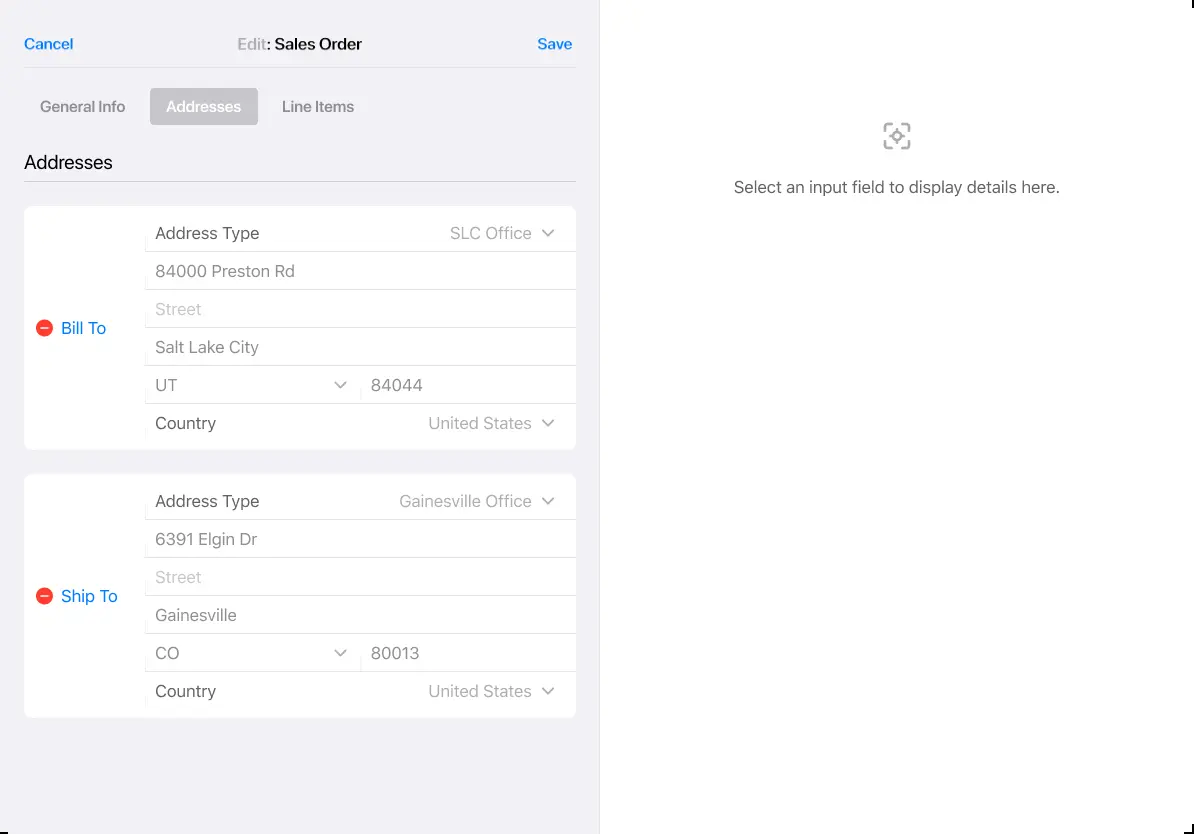 Cancel Edit: Sales Order Save
General Info Addresses Line Items
Addresses
Address Type SLC Office
84000 Preston Rd
Street
Bill To
Salt Lake City
UT 84044
Country United States
Address Type Gainesville Office
6391 Elgin Dr
Street
Ship To
Gainesville
CO 80013
Country United States
Select an input field to display details here.